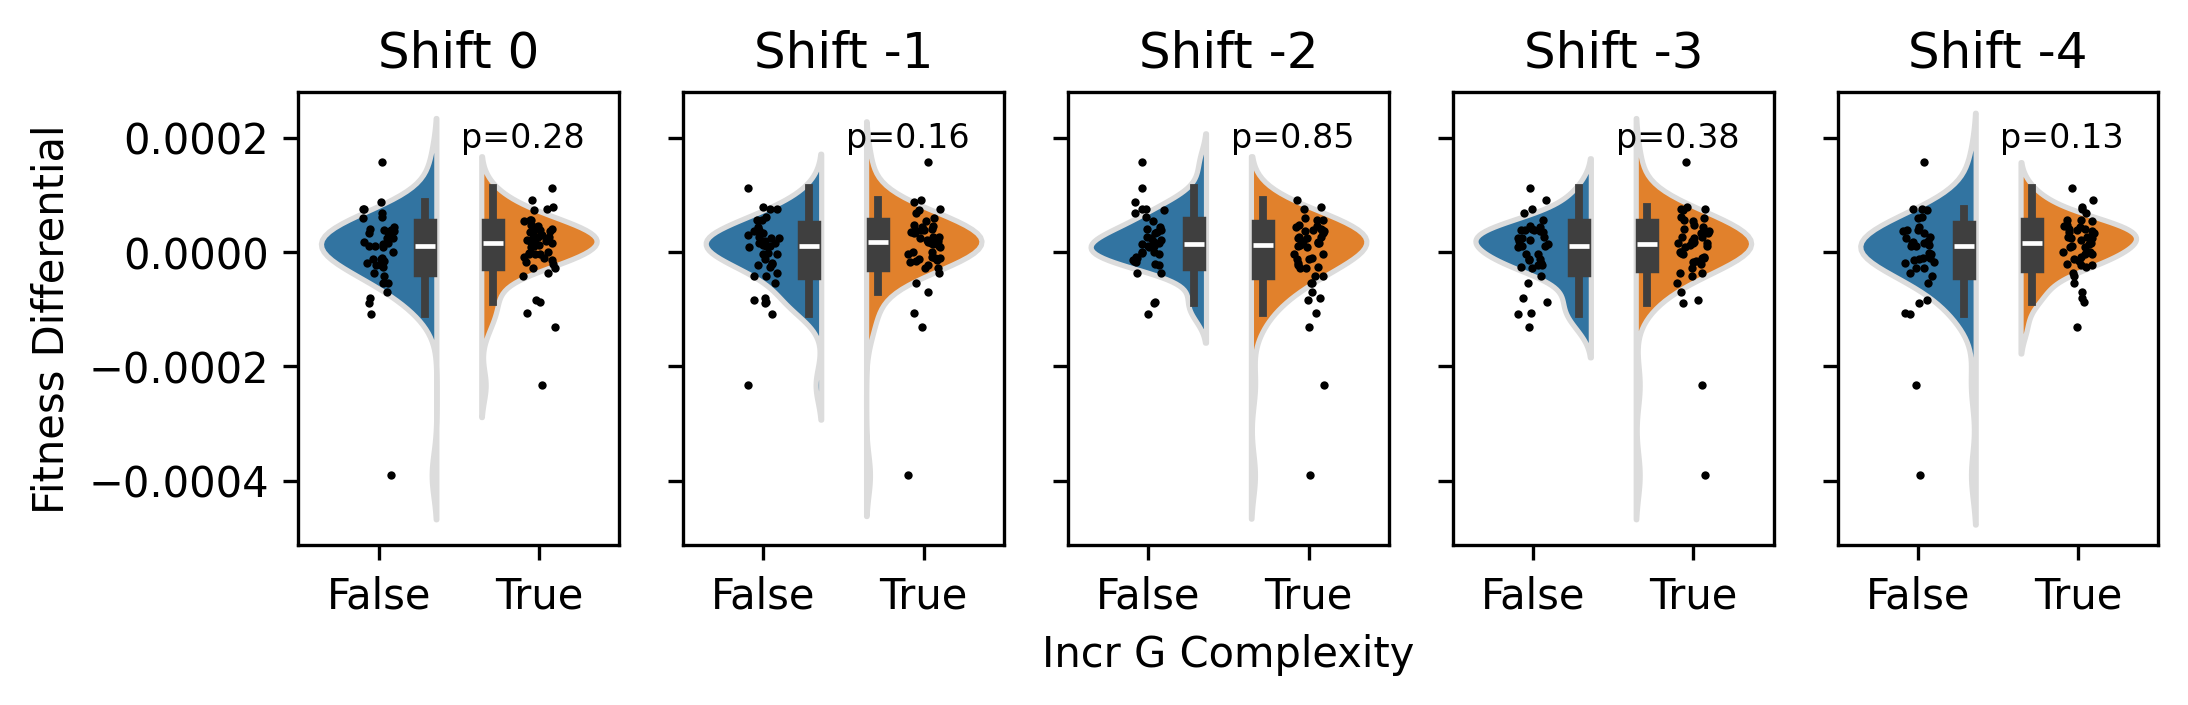 Shift 0
Shift -1
Shift -2
Shift -3
Shift -4
Fitness Differential
0.0002
0.0000
−0.0002
−0.0004
p=0.28
p=0.16
p=0.85
p=0.38
p=0.13
False True
False True
False True
False True
False True
Incr G Complexity